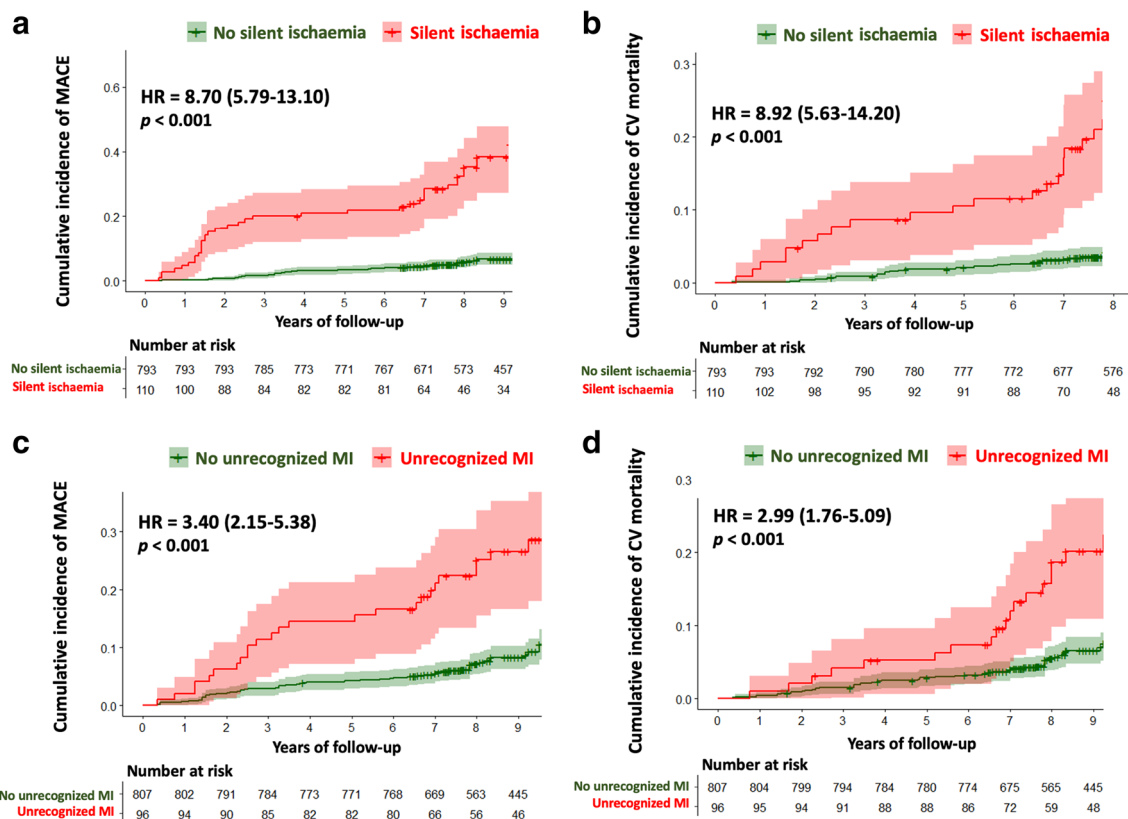 a
No silent ischaemia Silent ischaemia
Cumulative incidence of MACE
HR = 8.70 (5.79-13.10)
p < 0.001
0.6
0.4
0.2
0.0
0 1 2 3 4 5 6 7 8 9
Years of follow-up
Number at risk
No silent ischaemia 793 793 793 785 773 771 767 671 573 457
Silent ischaemia 110 100 88 84 82 82 81 64 46 34
b
No silent ischaemia Silent ischaemia
Cumulative incidence of CV mortality
HR = 8.92 (5.63-14.20)
p < 0.001
0.3
0.2
0.1
0.0
0 1 2 3 4 5 6 7 8
Years of follow-up
Number at risk
No silent ischaemia 793 793 792 790 780 777 772 677 576
Silent ischaemia 110 102 98 95 92 91 88 70 48
c
No unrecognized MI Unrecognized MI
Cumulative incidence of MACE
HR = 3.40 (2.15-5.38)
p < 0.001
0.3
0.2
0.1
0.0
0 1 2 3 4 5 6 7 8 9
Years of follow-up
Number at risk
No unrecognized MI 807 802 791 784 773 771 768 669 563 445
Unrecognized MI 96 94 90 85 82 82 80 66 56 46
d
No unrecognized MI Unrecognized MI
Cumulative incidence of CV mortality
0.3
HR = 2.99 (1.76-5.09)
p < 0.001
0.2
0.1
0.0
0 1 2 3 4 5 6 7 8 9
Years of follow-up
Number at risk
No unrecognized MI 807 804 799 794 784 780 774 675 565 445
Unrecognized MI 96 95 94 91 88 88 86 72 59 48